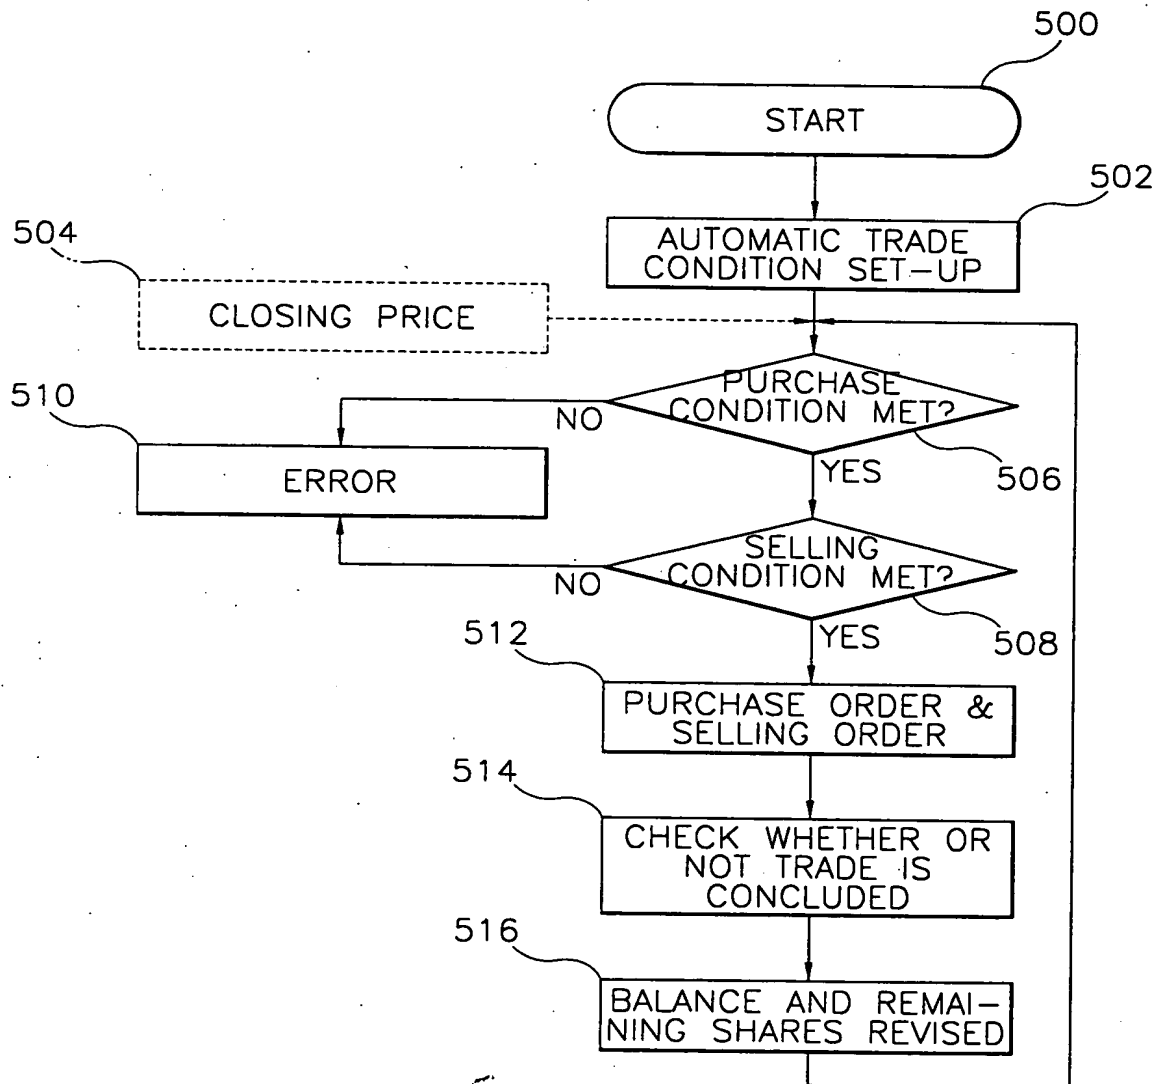 500
START
502
AUTOMATIC TRADE
CONDITION SET-UP
504
CLOSING PRICE
PURCHASE
CONDITION MET?
506
NO
YES
510
ERROR
SELLING
CONDITION MET?
508
NO
YES
512
PURCHASE ORDER &
SELLING ORDER
514
CHECK WHETHER OR
NOT TRADE IS
CONCLUDED
516
BALANCE AND REMAI-
NING SHARES REVISED